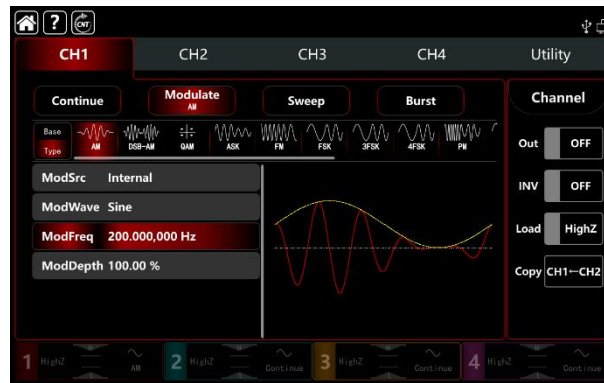 ? CNT
CH1 CH2 CH3 CH4 Utility
Continue Modulate AM Sweep Burst Channel
Base Type AM DSB-AM QAM ASK FM FSK 3FSK 4FSK PM
Out OFF
ModSrc Internal
INV OFF
ModWave Sine
ModFreq 200.000,000 Hz
Load HighZ
ModDepth 100.00 %
Copy CH1←CH2
1 HighZ AM 2 HighZ Continue 3 HighZ Continue 4 HighZ Continue